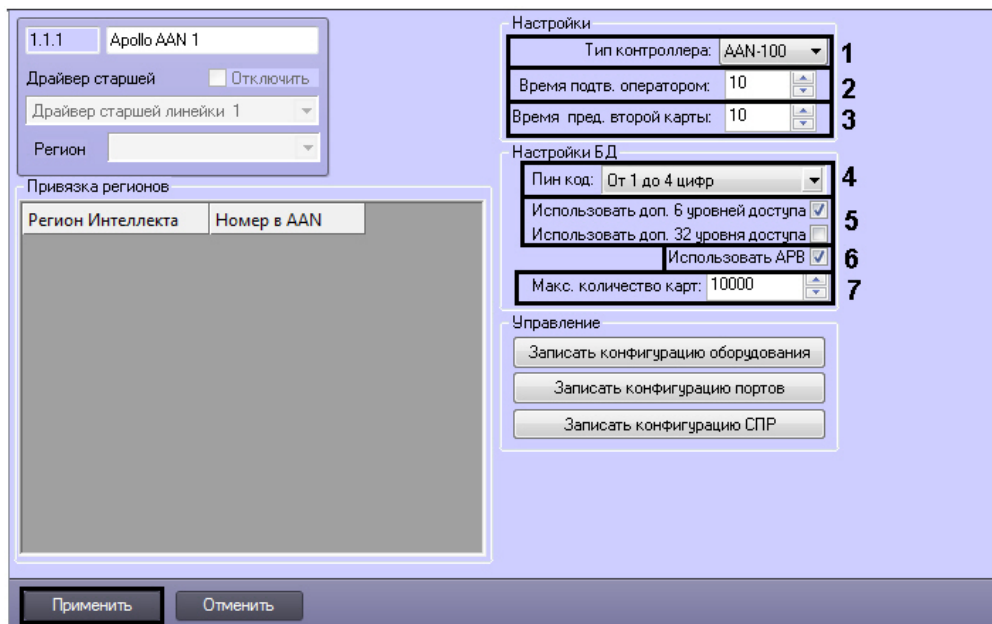 1.1.1 Apollo AAN 1
Драйвер старшей Отключить
Драйвер старшей линейки 1
Регион
Привязка регионов
Регион Интеллекта Номер в AAN
Настройки
Тип контроллера: AAN-100 1
Время подтв. оператором: 10 2
Время пред. второй карты: 10 3
Настройки БД
Пин код: От 1 до 4 цифр 4
Использовать доп. 6 уровней доступа
5
Использовать доп. 32 уровня доступа
Использовать APB 6
Макс. количество карт: 10000 7
Управление
Записать конфигурацию оборудования
Записать конфигурацию портов
Записать конфигурацию СПР
Применить Отменить